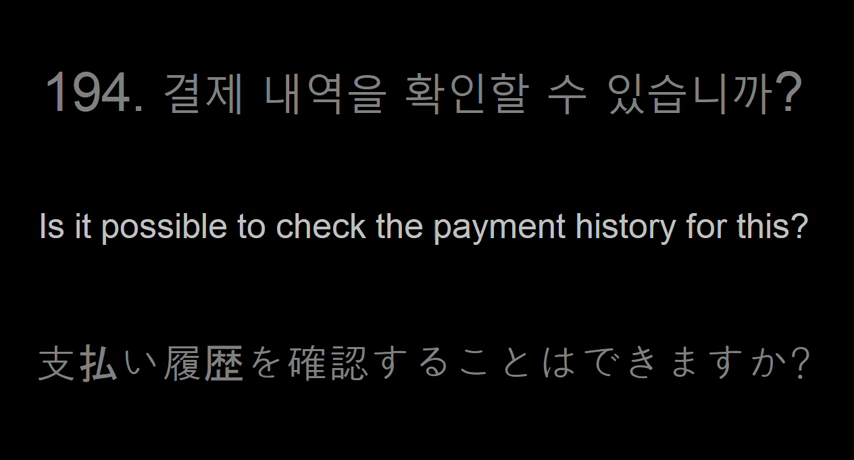 194. 결제 내역을 확인할 수 있습니까?
Is it possible to check the payment history for this?
支払い履歴を確認することはできますか?